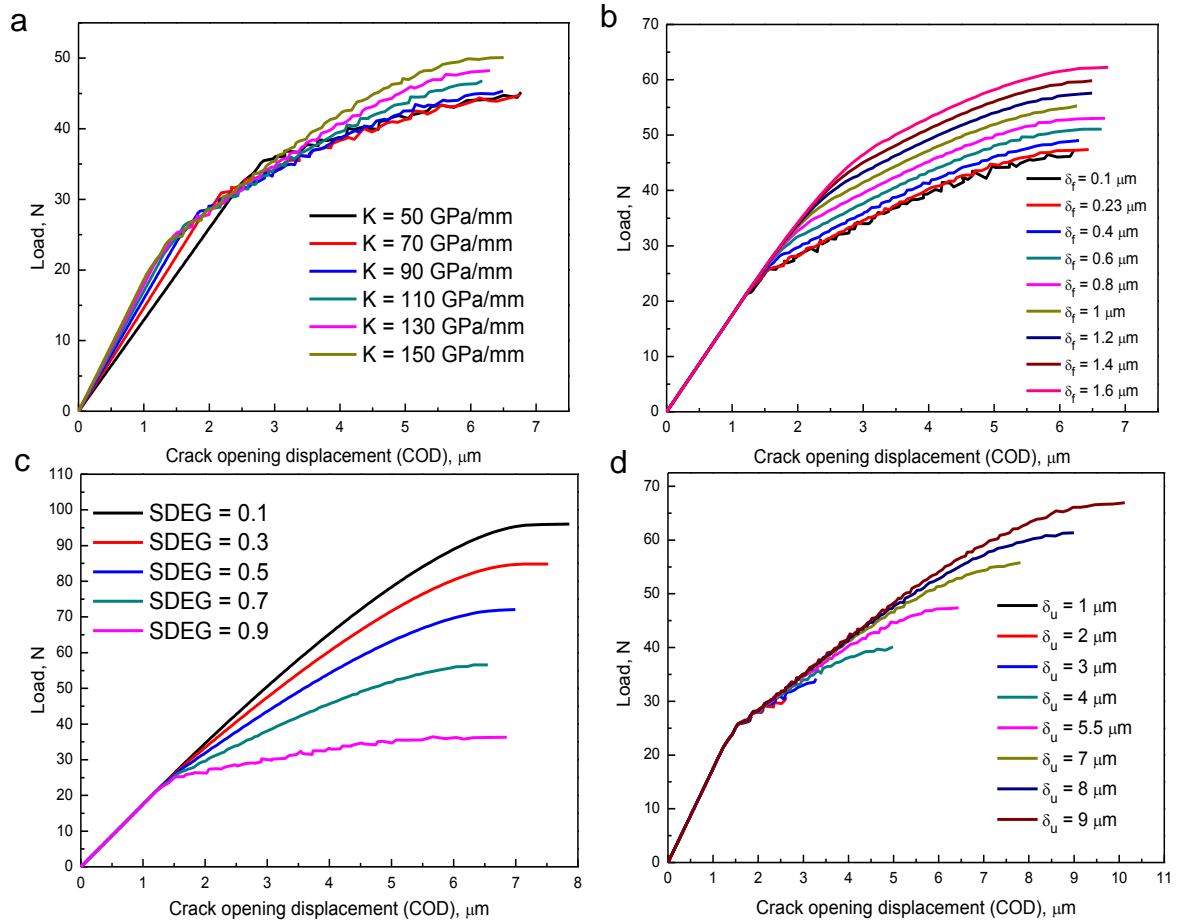 a
50
40
30
20
10
0
Load, N
K = 50 GPa/mm
K = 70 GPa/mm
K = 90 GPa/mm
K = 110 GPa/mm
K = 130 GPa/mm
K = 150 GPa/mm
0 1 2 3 4 5 6 7
Crack opening displacement (COD), μm
b
70
60
50
40
30
20
10
0
Load, N
δf = 0.1 μm
δf = 0.23 μm
δf = 0.4 μm
δf = 0.6 μm
δf = 0.8 μm
δf = 1 μm
δf = 1.2 μm
δf = 1.4 μm
δf = 1.6 μm
0 1 2 3 4 5 6 7
Crack opening displacement (COD), μm
c
110
100
90
80
70
60
50
40
30
20
10
0
Load, N
SDEG = 0.1
SDEG = 0.3
SDEG = 0.5
SDEG = 0.7
SDEG = 0.9
0 1 2 3 4 5 6 7 8
Crack opening displacement (COD), μm
d
70
60
50
40
30
20
10
0
Load, N
δu = 1 μm
δu = 2 μm
δu = 3 μm
δu = 4 μm
δu = 5.5 μm
δu = 7 μm
δu = 8 μm
δu = 9 μm
0 1 2 3 4 5 6 7 8 9 10 11
Crack opening displacement (COD), μm